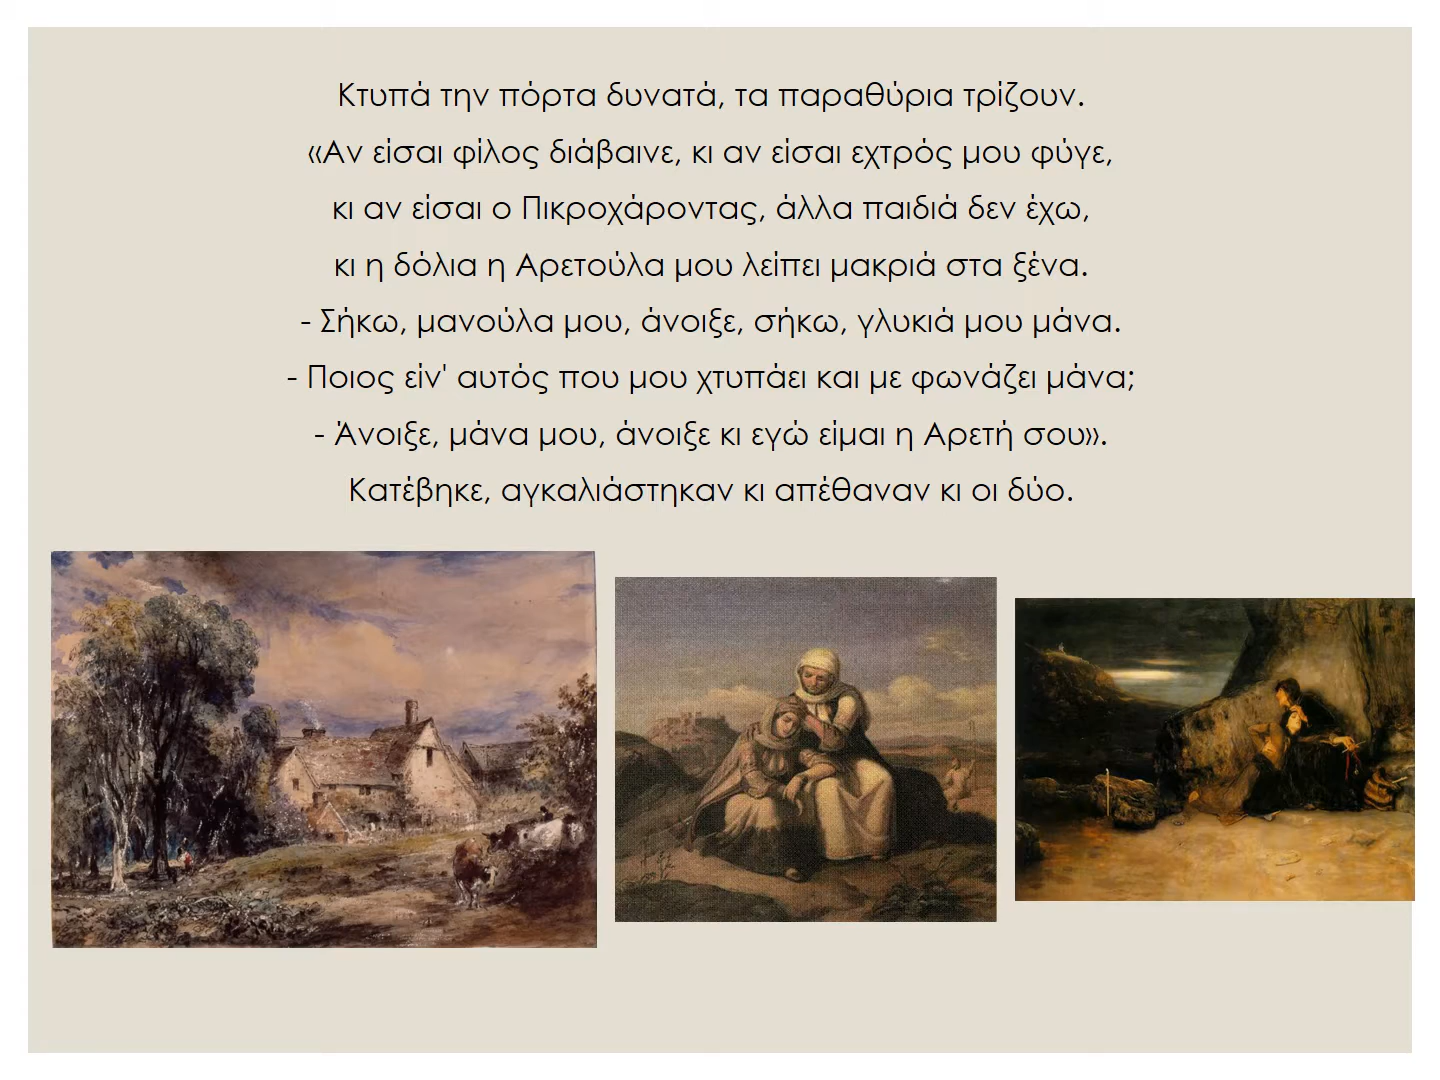 Κτυπά την πόρτα δυνατά, τα παραθύρια τρίζουν.
«Αν είσαι φίλος διάβαινε, κι αν είσαι εχτρός μου φύγε,
κι αν είσαι ο Πικροχάροντας, άλλα παιδιά δεν έχω,
κι η δόλια η Αρετούλα μου λείπει μακριά στα ξένα.
- Σήκω, μανούλα μου, άνοιξε, σήκω, γλυκιά μου μάνα.
- Ποιος είν' αυτός που μου χτυπάει και με φωνάζει μάνα;
- Άνοιξε, μάνα μου, άνοιξε κι εγώ είμαι η Αρετή σου».
Κατέβηκε, αγκαλιάστηκαν κι απέθαναν κι οι δύο.